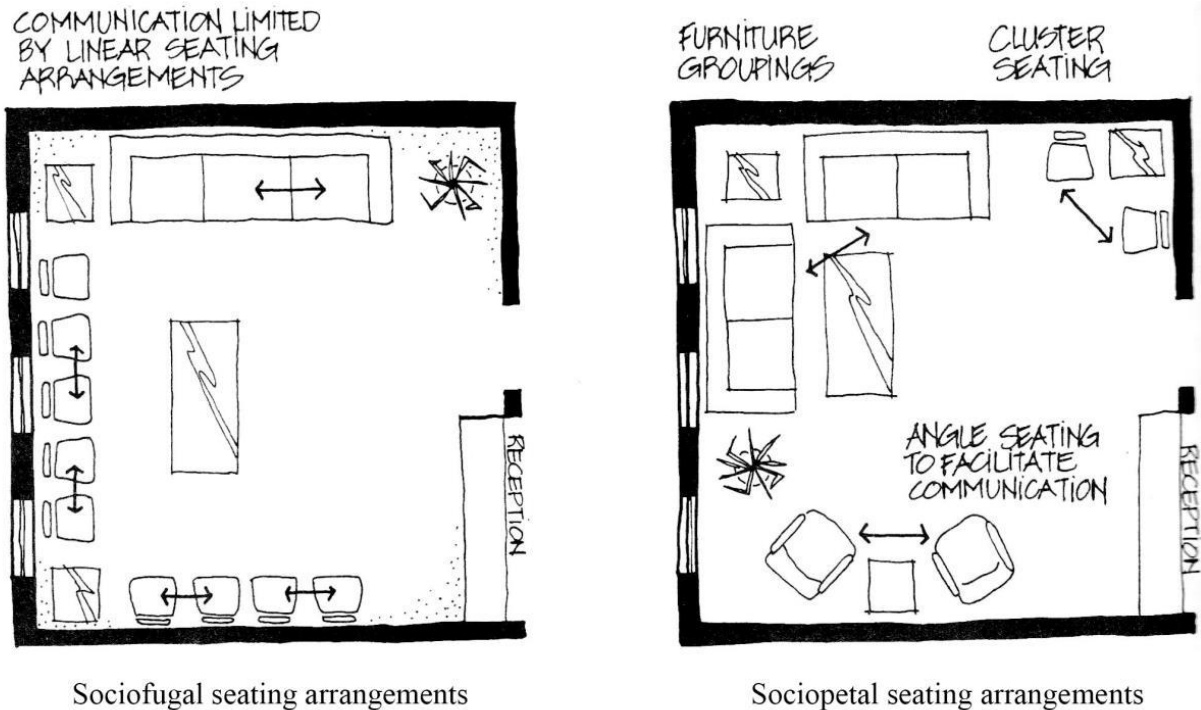 COMMUNICATION LIMITED
BY LINEAR SEATING
ARRANGEMENTS
RECEPTION
Sociofugal seating arrangements
FURNITURE
GROUPINGS
CLUSTER
SEATING
ANGLE SEATING
TO FACILITATE
COMMUNICATION
RECEPTION
Sociopetal seating arrangements